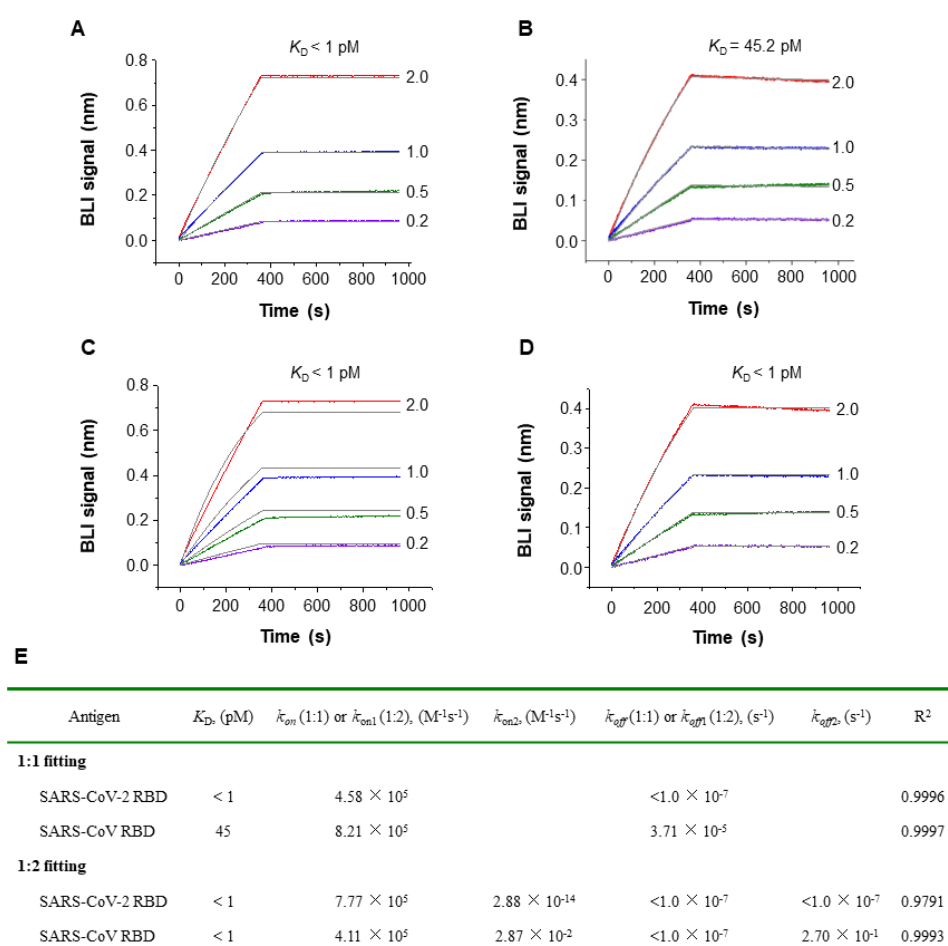 A
K_D < 1 pM
BLI signal (nm)
0.8
0.6
0.4
0.2
0.0
2.0
1.0
0.5
0.2
0 200 400 600 800 1000
Time (s)
B
K_D = 45.2 pM
BLI signal (nm)
0.4
0.3
0.2
0.1
0.0
2.0
1.0
0.5
0.2
0 200 400 600 800 1000
Time (s)
C
K_D < 1 pM
BLI signal (nm)
0.8
0.6
0.4
0.2
0.0
2.0
1.0
0.5
0.2
0 200 400 600 800 1000
Time (s)
D
K_D < 1 pM
BLI signal (nm)
0.4
0.3
0.2
0.1
0.0
2.0
1.0
0.5
0.2
0 200 400 600 800 1000
Time (s)
E
Antigen K_D, (pM) k_on (1:1) or k_on1 (1:2), (M⁻¹s⁻¹) k_on2, (M⁻¹s⁻¹) k_off (1:1) or k_off1 (1:2), (s⁻¹) k_off2, (s⁻¹) R²
1:1 fitting
SARS-CoV-2 RBD < 1 4.58 × 10⁵ <1.0 × 10⁻⁷ 0.9996
SARS-CoV RBD 45 8.21 × 10⁵ 3.71 × 10⁻⁵ 0.9997
1:2 fitting
SARS-CoV-2 RBD < 1 7.77 × 10⁵ 2.88 × 10⁻¹⁴ <1.0 × 10⁻⁷ <1.0 × 10⁻⁷ 0.9791
SARS-CoV RBD < 1 4.11 × 10⁵ 2.87 × 10⁻² <1.0 × 10⁻⁷ 2.70 × 10⁻¹ 0.9993